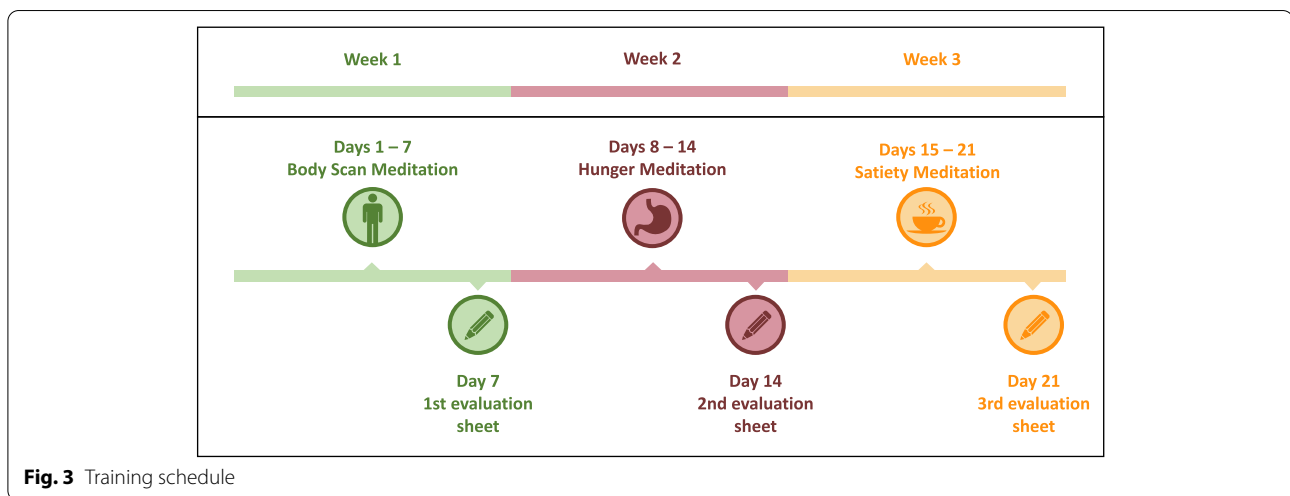 Week 1
Week 2
Week 3
Days 1 – 7
Body Scan Meditation
Days 8 – 14
Hunger Meditation
Days 15 – 21
Satiety Meditation
Day 7
1st evaluation
sheet
Day 14
2nd evaluation
sheet
Day 21
3rd evaluation
sheet
Fig. 3 Training schedule